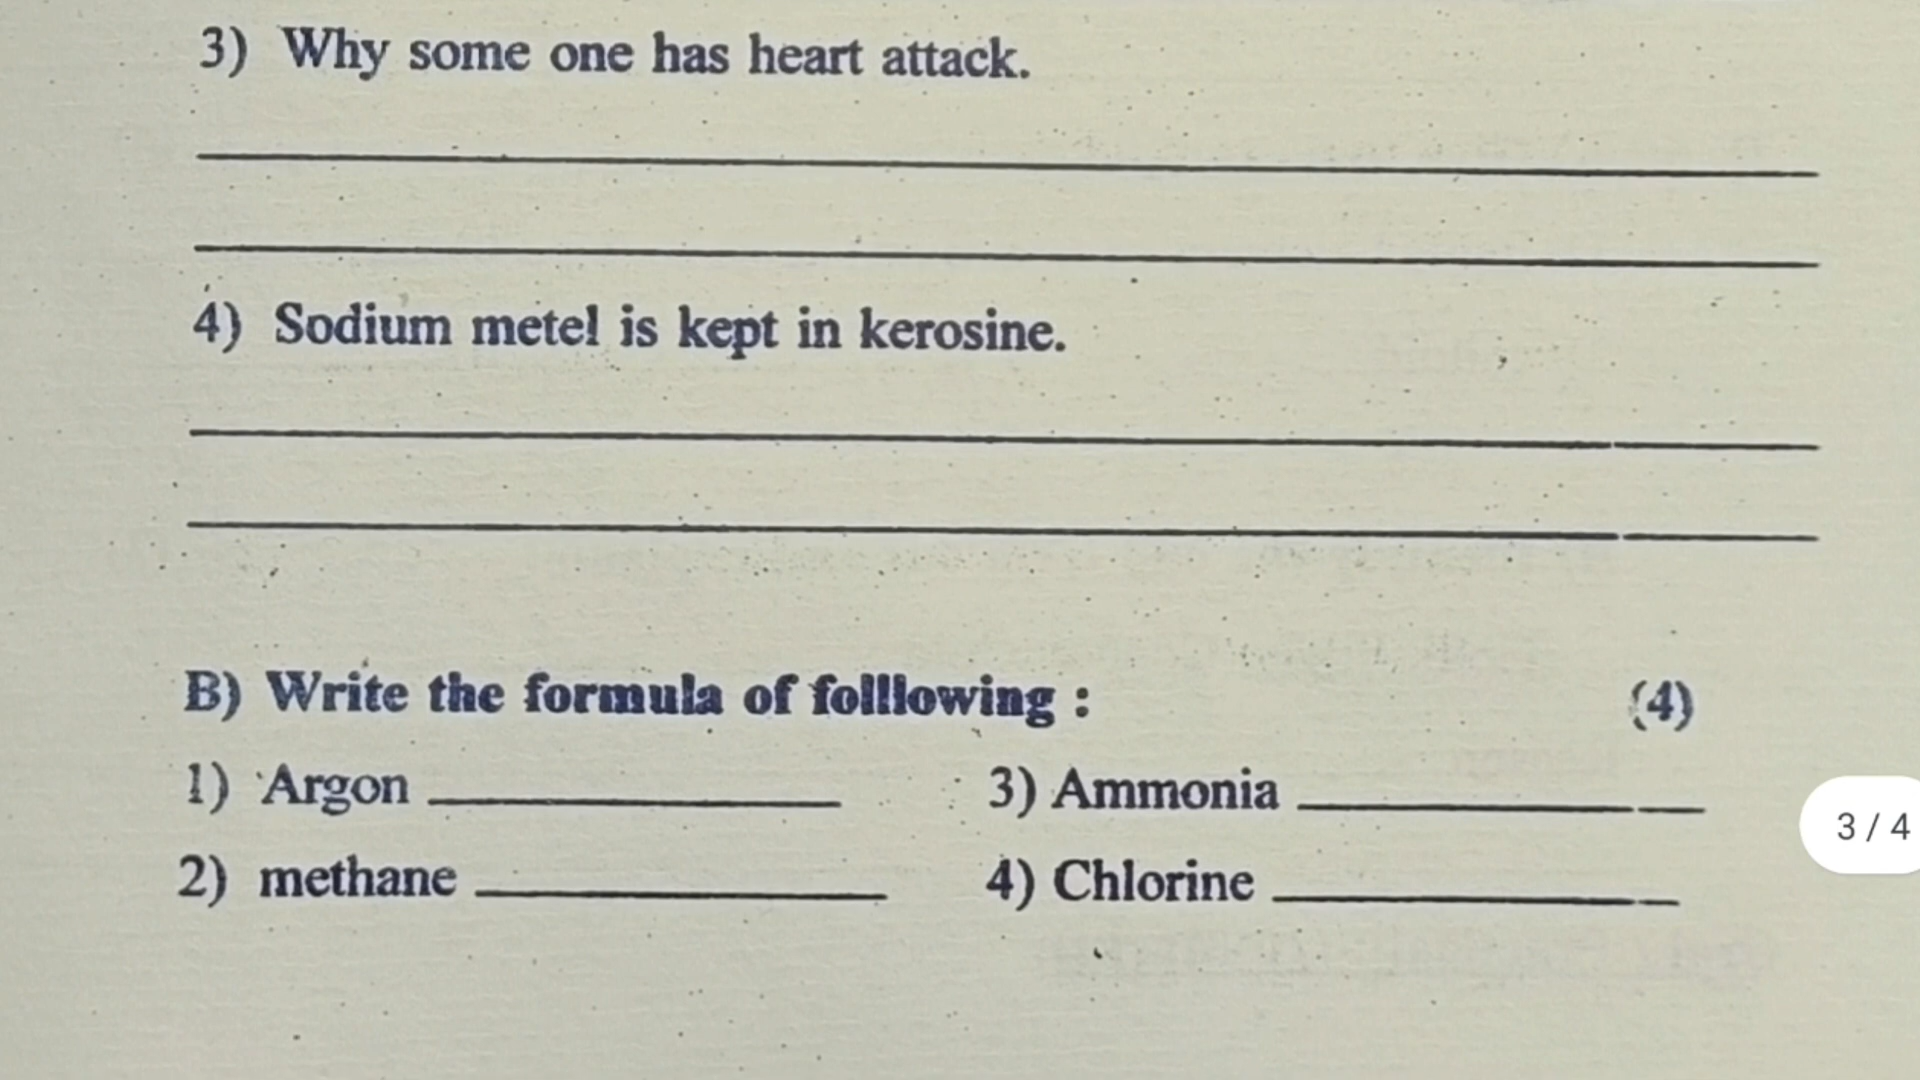 3) Why some one has heart attack.
4) Sodium metel is kept in kerosine.
B) Write the formula of folllowing : (4)
1) Argon 3) Ammonia
2) methane 4) Chlorine
3 / 4